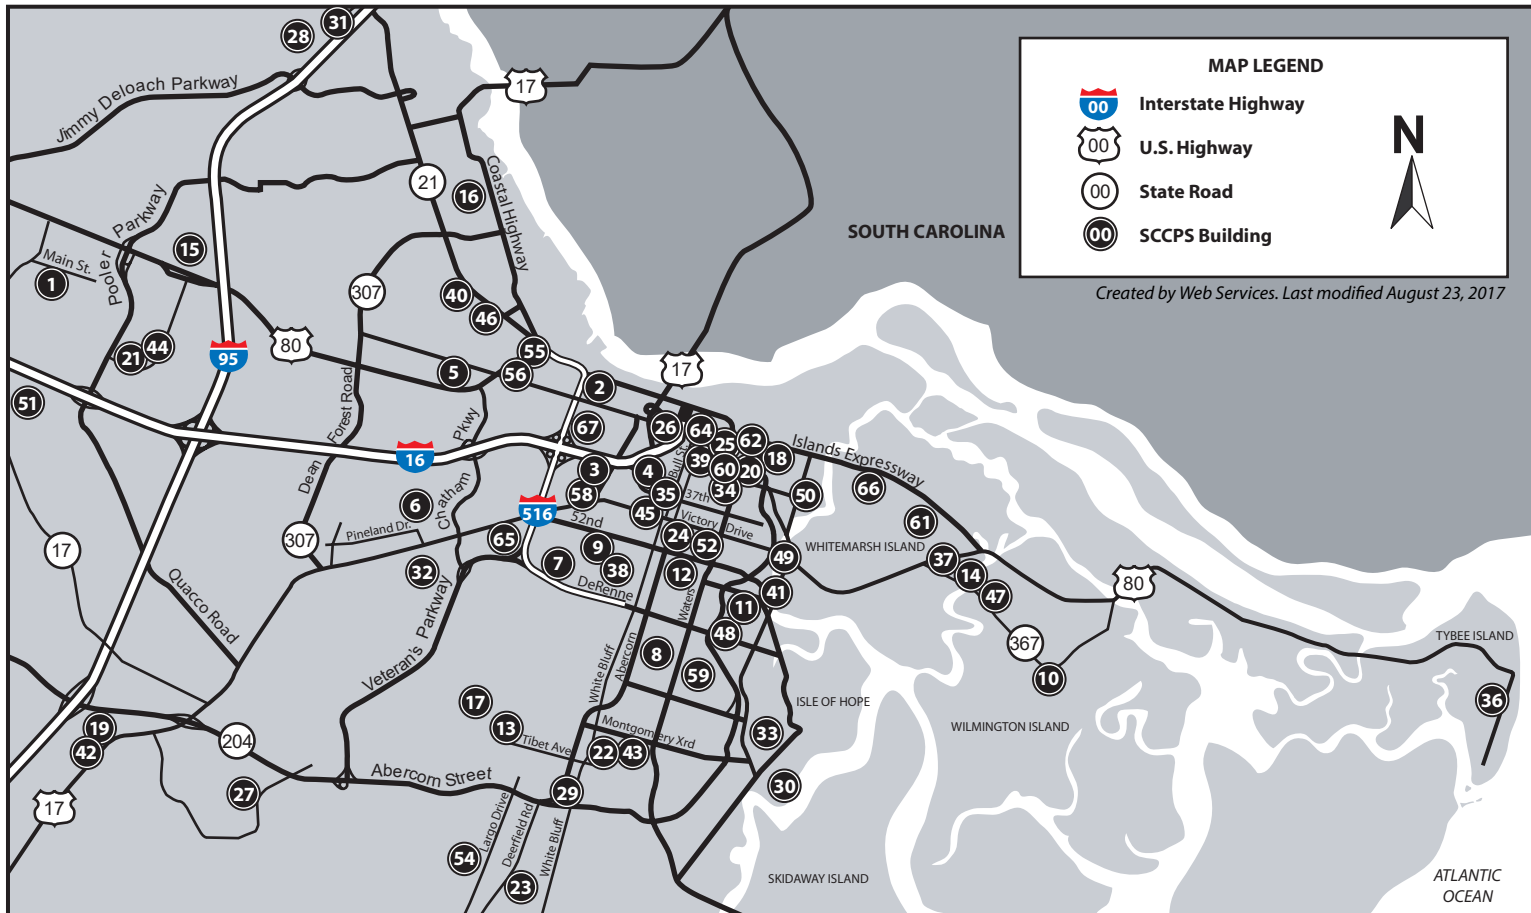 31
28
Jimmy Deloach Parkway
17
MAP LEGEND
00 Interstate Highway
00 U.S. Highway
00 State Road
00 SCCPS Building
N
21
16
Coastal Highway
SOUTH CAROLINA
Created by Web Services. Last modified August 23, 2017
Pooler Parkway
15
Main St.
1
307
40
46
44
21
95
80
55
56
5
2
17
51
Dean Forest Road
Chatham Pkwy
67
26
64
25
62
18
Islands Expressway
16
3
4
Bull St.
39
60
20
66
6
58
35
37th
34
50
516
45
52nd
Victory Drive
61
17
307
Pineland Dr.
65
24
52
49
WHITEMARSH ISLAND
9
7
38
32
12
37
14
47
80
DeRenne
41
Waters
11
48
Quacco Road
Veteran's Parkway
White Bluff
Abercorn
8
59
367
10
TYBEE ISLAND
36
17
13
Tibet Ave
Montgomery Xrd
22
43
33
ISLE OF HOPE
WILMINGTON ISLAND
19
42
204
Abercorn Street
27
29
30
17
Largo Drive
Deerfield Rd
White Bluff
54
23
SKIDAWAY ISLAND
ATLANTIC
OCEAN